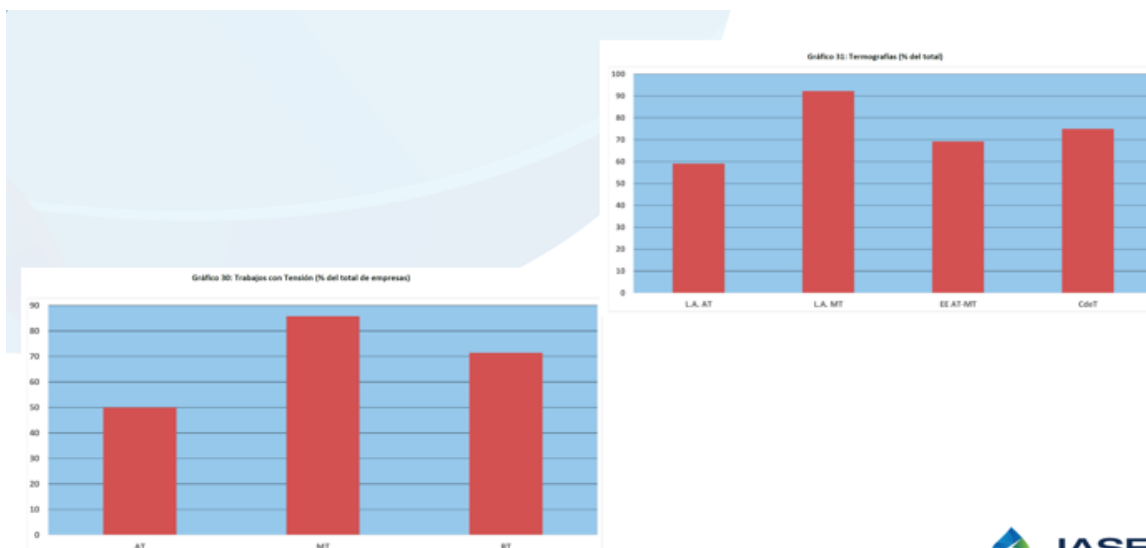 Gráfico 31: Termografías (% del total)
100
90
80
70
60
50
40
30
20
10
0
L.A. AT
L.A. MT
EE AT-MT
CdeT
Gráfico 30: Trabajos con Tensión (% del total de empresas)
90
80
70
60
50
40
30
20
10
0
AT
MT
BT